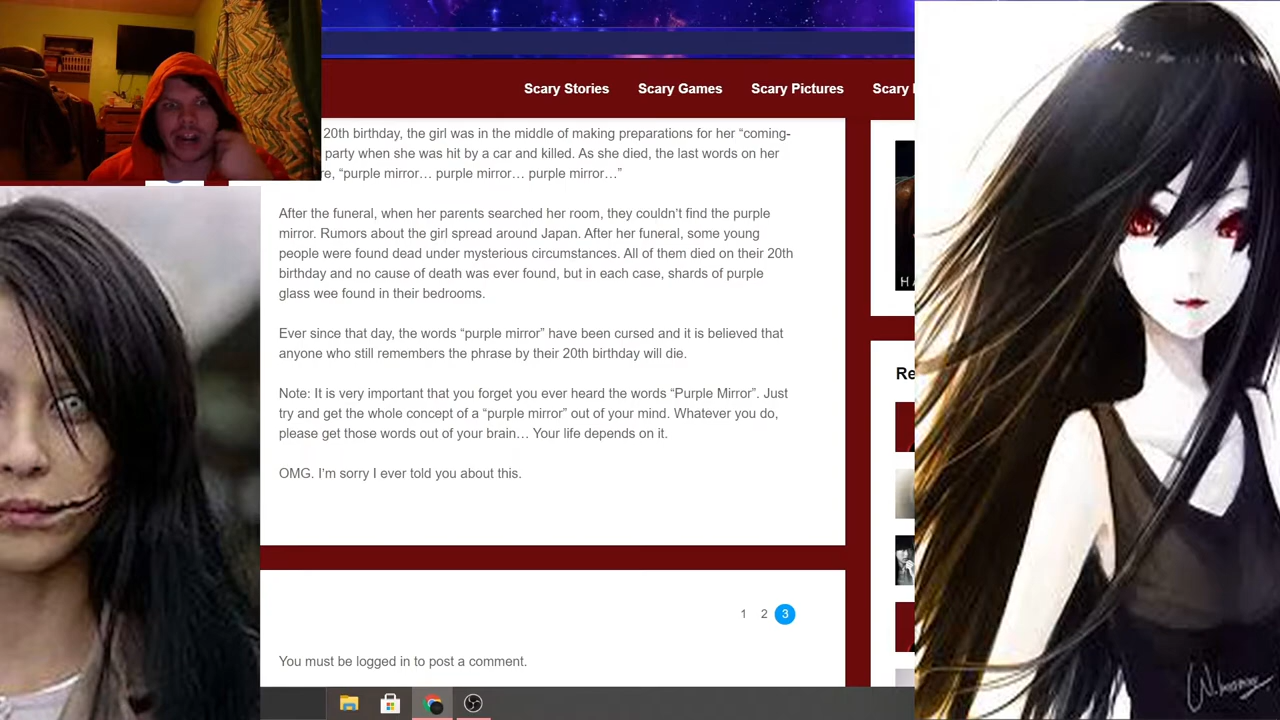 Scary Stories Scary Games Scary Pictures Scary
20th birthday, the girl was in the middle of making preparations for her “coming-
party when she was hit by a car and killed. As she died, the last words on her
“purple mirror… purple mirror… purple mirror…”
After the funeral, when her parents searched her room, they couldn’t find the purple
mirror. Rumors about the girl spread around Japan. After her funeral, some young
people were found dead under mysterious circumstances. All of them died on their 20th
birthday and no cause of death was ever found, but in each case, shards of purple
glass wee found in their bedrooms.
Ever since that day, the words “purple mirror” have been cursed and it is believed that
anyone who still remembers the phrase by their 20th birthday will die.
Note: It is very important that you forget you ever heard the words “Purple Mirror”. Just
try and get the whole concept of a “purple mirror” out of your mind. Whatever you do,
please get those words out of your brain… Your life depends on it.
OMG. I’m sorry I ever told you about this.
1 2 3
You must be logged in to post a comment.
H
Re